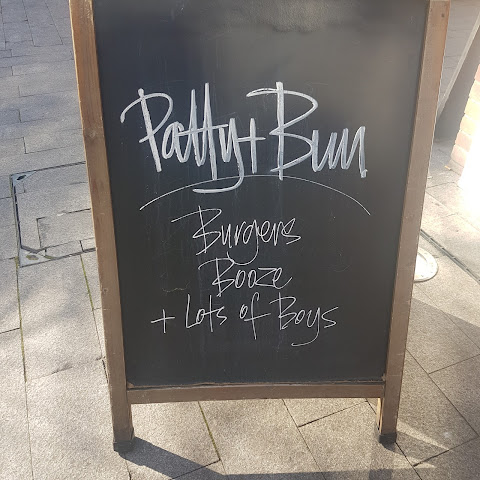 Patty + Bun
Burgers
Booze
+ Lots of Boys